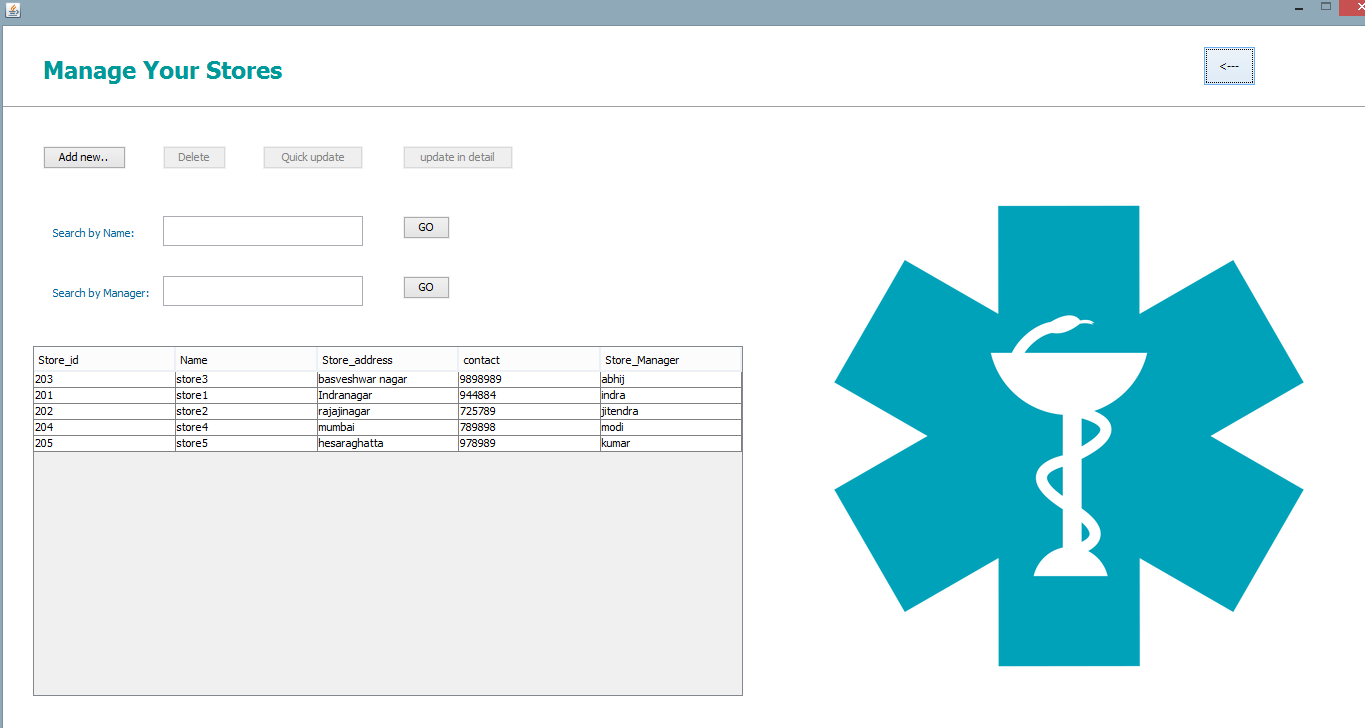 Manage Your Stores
<---
Add new.. Delete Quick update update in detail
Search by Name: GO
Search by Manager: GO
Store_id Name Store_address contact Store_Manager
203 store3 basveshwar nagar 9898989 abhij
201 store1 Indranagar 944884 indra
202 store2 rajajinagar 725789 jitendra
204 store4 mumbai 789898 modi
205 store5 hesaraghatta 978989 kumar